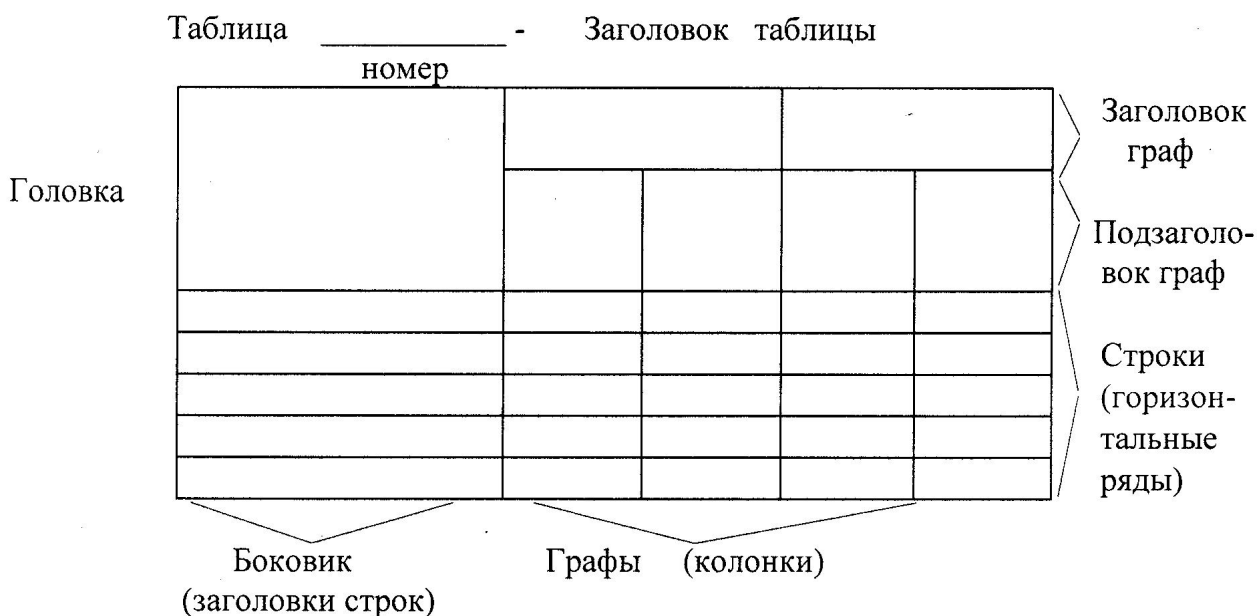 Таблица ___________ - Заголовок таблицы
номер
Заголовок
граф
Головка
Подзаголо-
вок граф
Строки
(горизон-
тальные
ряды)
Боковик
(заголовки строк)
Графы (колонки)